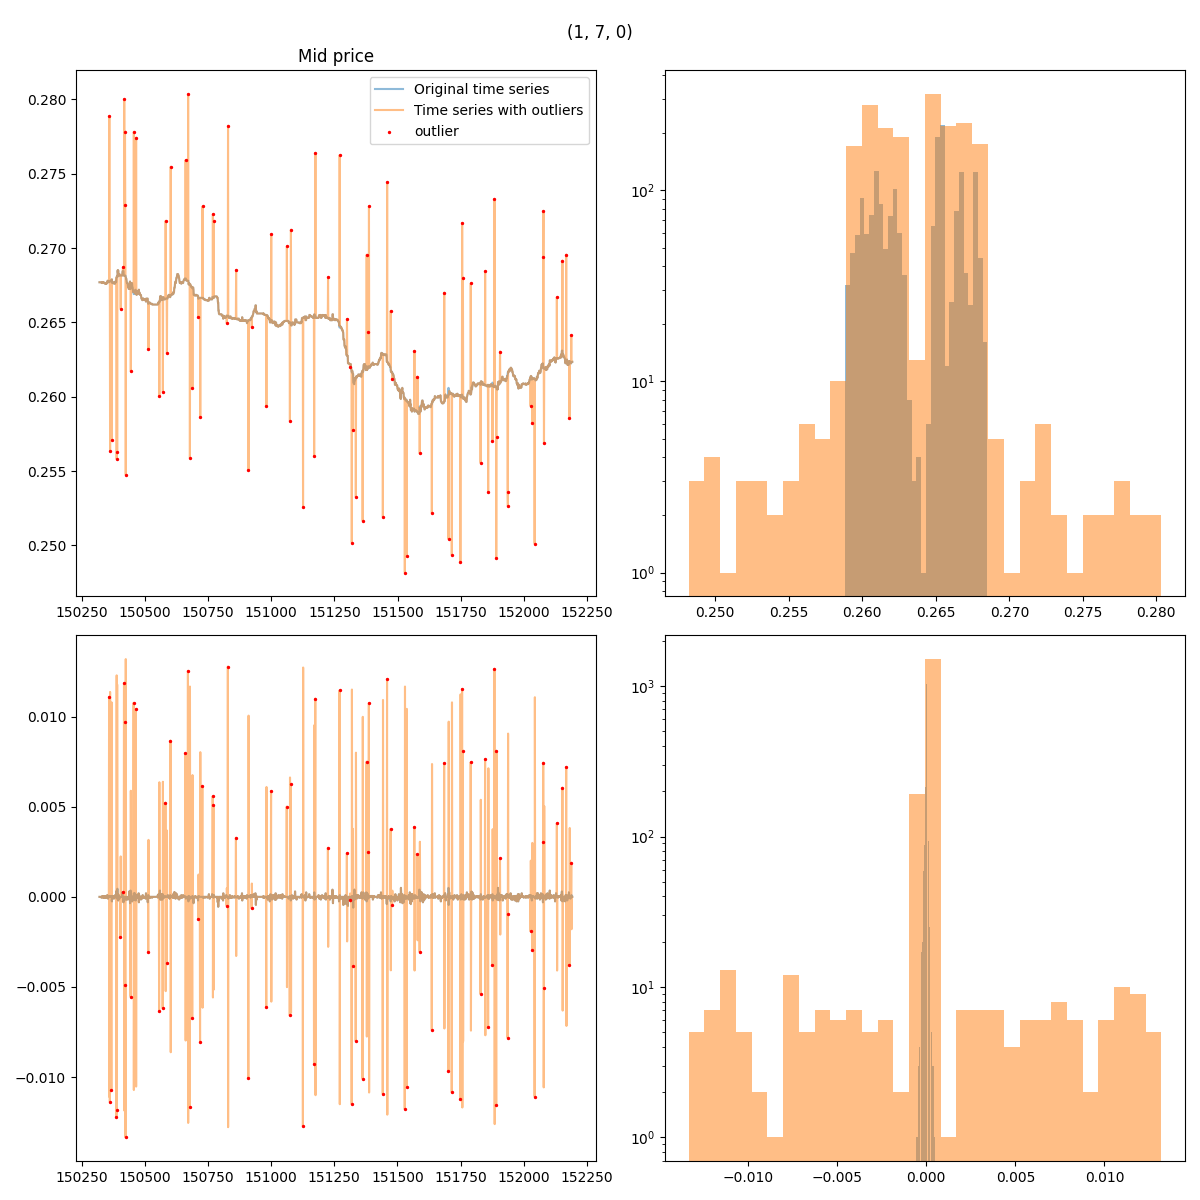 (1, 7, 0)
Mid price
Original time series
Time series with outliers
outlier
0.280
0.275
0.270
0.265
0.260
0.255
0.250
150250 150500 150750 151000 151250 151500 151750 152000 152250
10²
10¹
10⁰
0.250 0.255 0.260 0.265 0.270 0.275 0.280
0.010
0.005
0.000
−0.005
−0.010
150250 150500 150750 151000 151250 151500 151750 152000 152250
10³
10²
10¹
10⁰
−0.010 −0.005 0.000 0.005 0.010